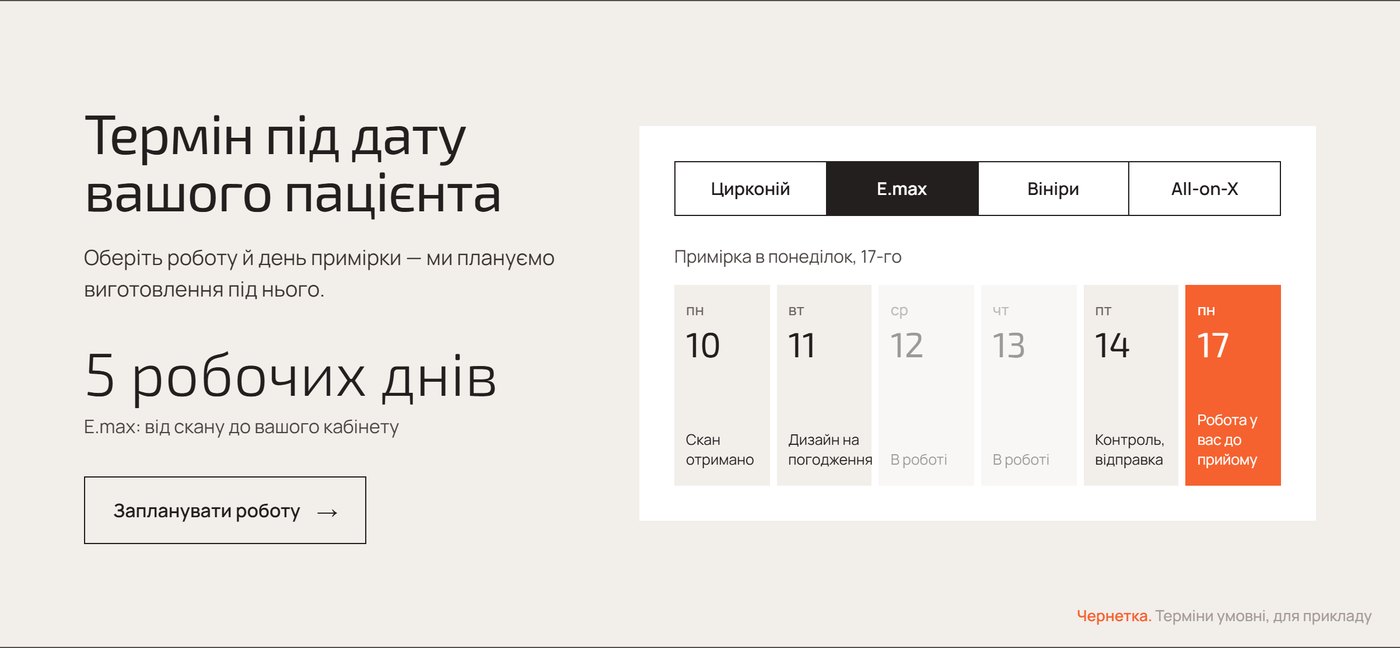 Термін під дату
вашого пацієнта
Оберіть роботу й день примірки — ми плануємо
виготовлення під нього.
5 робочих днів
E.max: від скану до вашого кабінету
Запланувати роботу →
Цирконій
E.max
Вініри
All-on-X
Примірка в понеділок, 17-го
пн
10
Скан
отримано
вт
11
Дизайн на
погодження
ср
12
В роботі
чт
13
В роботі
пт
14
Контроль,
відправка
пн
17
Робота у
вас до
прийому
Чернетка. Терміни умовні, для прикладу